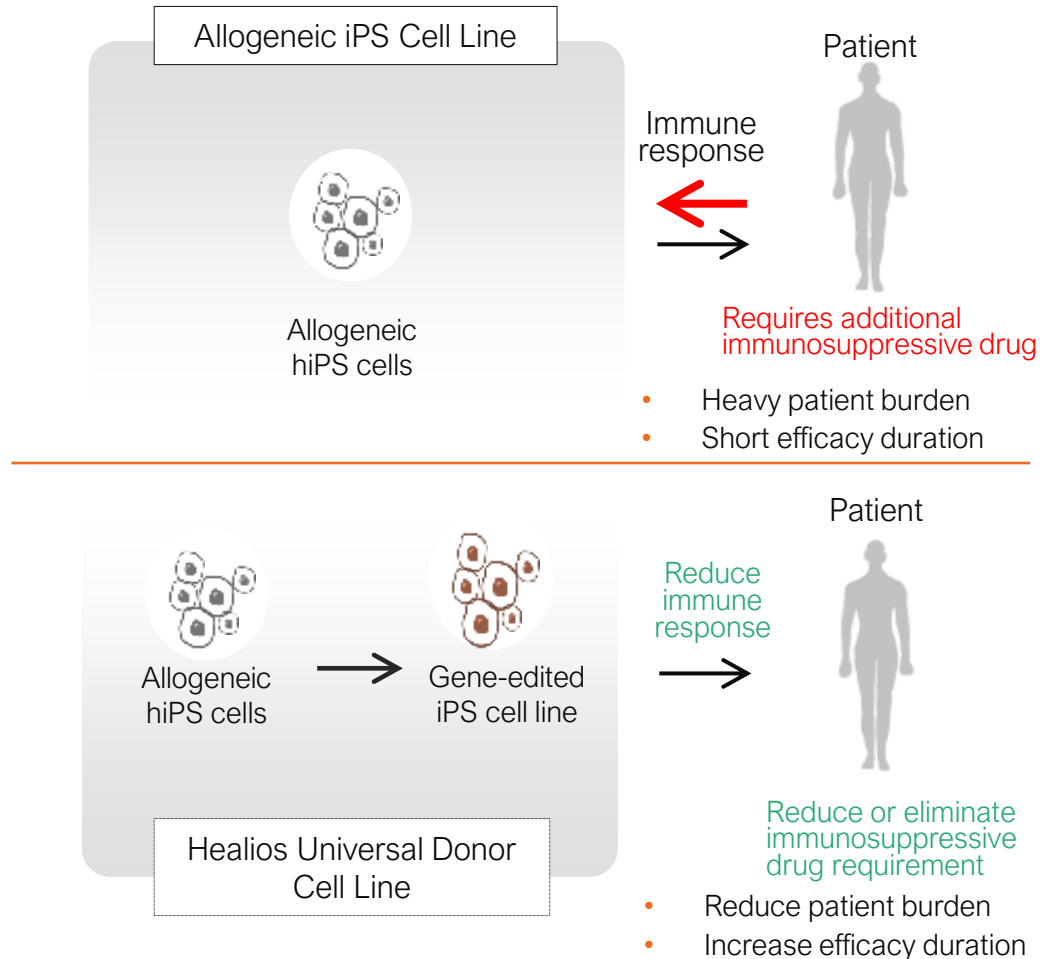 Allogeneic iPS Cell Line
Patient
Immune
response
Allogeneic
hiPS cells
Requires additional
immunosuppressive drug
• Heavy patient burden
• Short efficacy duration
Patient
Reduce
immune
response
Allogeneic
hiPS cells
Gene-edited
iPS cell line
Healios Universal Donor
Cell Line
Reduce or eliminate
immunosuppressive
drug requirement
• Reduce patient burden
• Increase efficacy duration